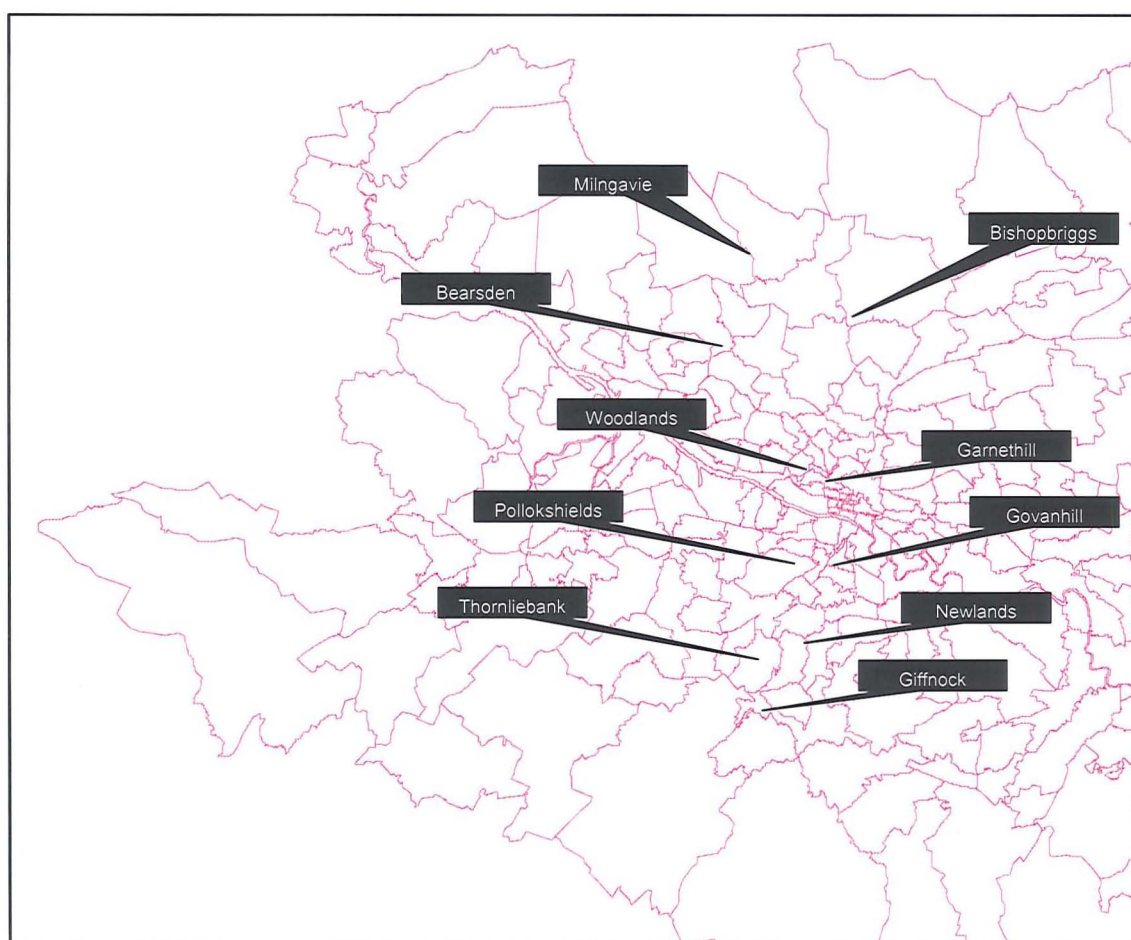 Milngavie
Bishopbriggs
Bearsden
Woodlands
Garnethill
Pollokshields
Govanhill
Thornliebank
Newlands
Giffnock